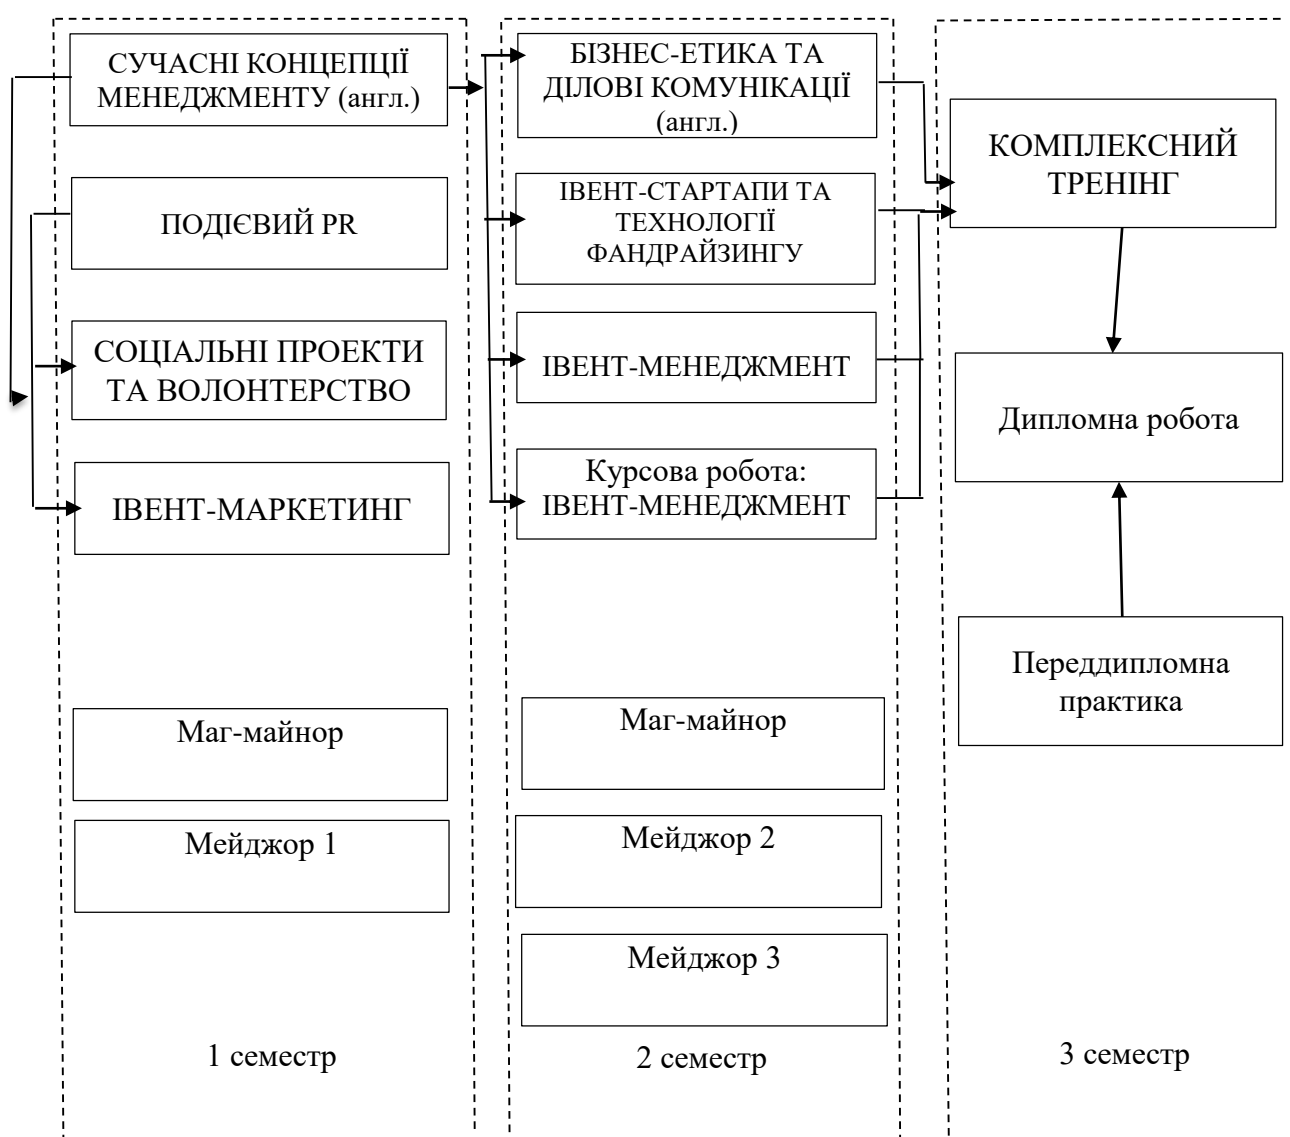 СУЧАСНІ КОНЦЕПЦІЇ
МЕНЕДЖМЕНТУ (англ.)
ПОДІЄВИЙ PR
СОЦІАЛЬНІ ПРОЕКТИ
ТА ВОЛОНТЕРСТВО
ІВЕНТ-МАРКЕТИНГ
Маг-майнор
Мейджор 1
1 семестр
БІЗНЕС-ЕТИКА ТА
ДІЛОВІ КОМУНІКАЦІЇ
(англ.)
ІВЕНТ-СТАРТАПИ ТА
ТЕХНОЛОГІЇ
ФАНДРАЙЗИНГУ
ІВЕНТ-МЕНЕДЖМЕНТ
Курсова робота:
ІВЕНТ-МЕНЕДЖМЕНТ
Маг-майнор
Мейджор 2
Мейджор 3
2 семестр
КОМПЛЕКСНИЙ
ТРЕНІНГ
Дипломна робота
Переддипломна
практика
3 семестр